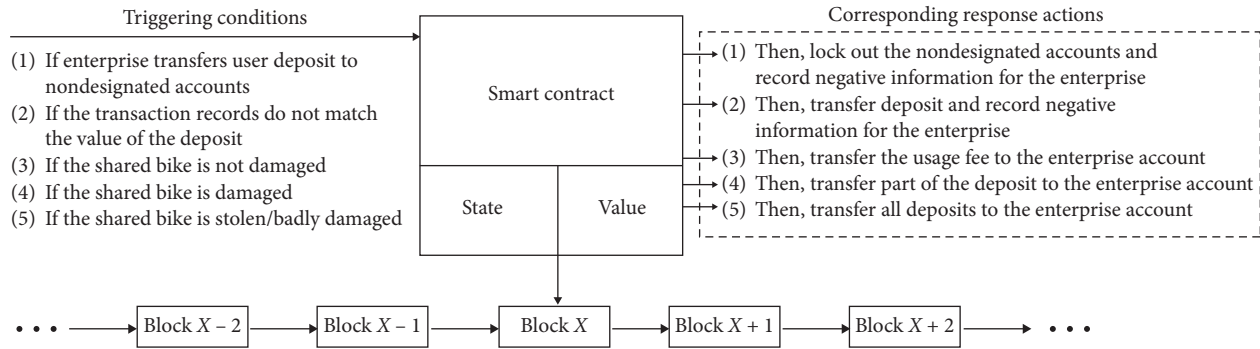 Triggering conditions
(1) If enterprise transfers user deposit to
nondesignated accounts
(2) If the transaction records do not match
the value of the deposit
(3) If the shared bike is not damaged
(4) If the shared bike is damaged
(5) If the shared bike is stolen/badly damaged
Smart contract
State
Value
Corresponding response actions
(1) Then, lock out the nondesignated accounts and
record negative information for the enterprise
(2) Then, transfer deposit and record negative
information for the enterprise
(3) Then, transfer the usage fee to the enterprise account
(4) Then, transfer part of the deposit to the enterprise account
(5) Then, transfer all deposits to the enterprise account
Block X – 2
Block X – 1
Block X
Block X + 1
Block X + 2